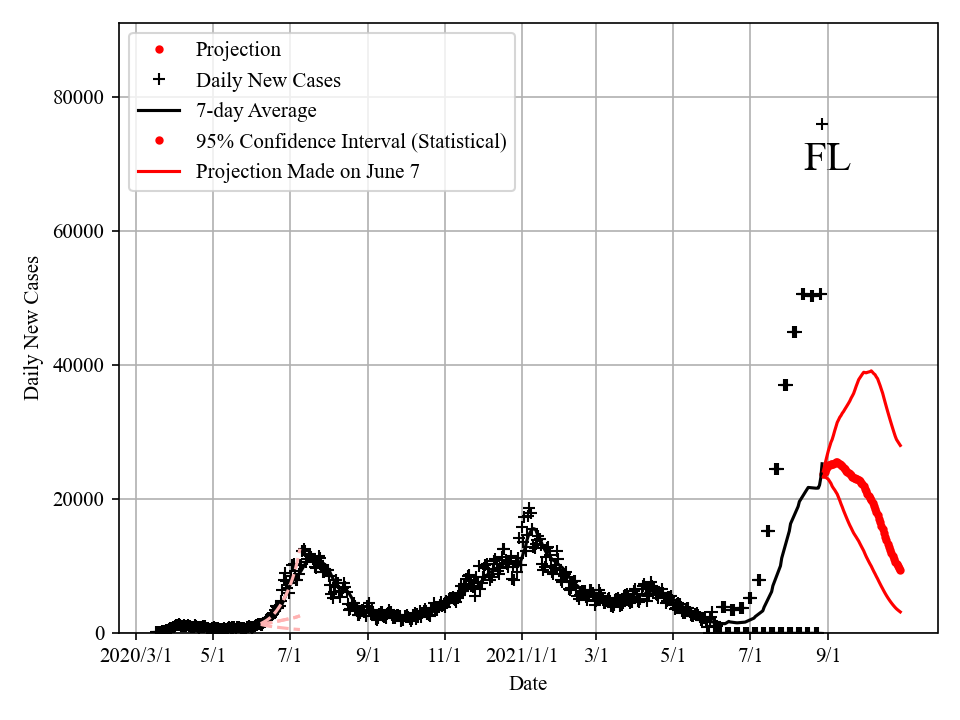 Projection
Daily New Cases
7-day Average
95% Confidence Interval (Statistical)
Projection Made on June 7
FL
80000
60000
40000
20000
0
Daily New Cases
2020/3/1 5/1 7/1 9/1 11/1 2021/1/1 3/1 5/1 7/1 9/1
Date